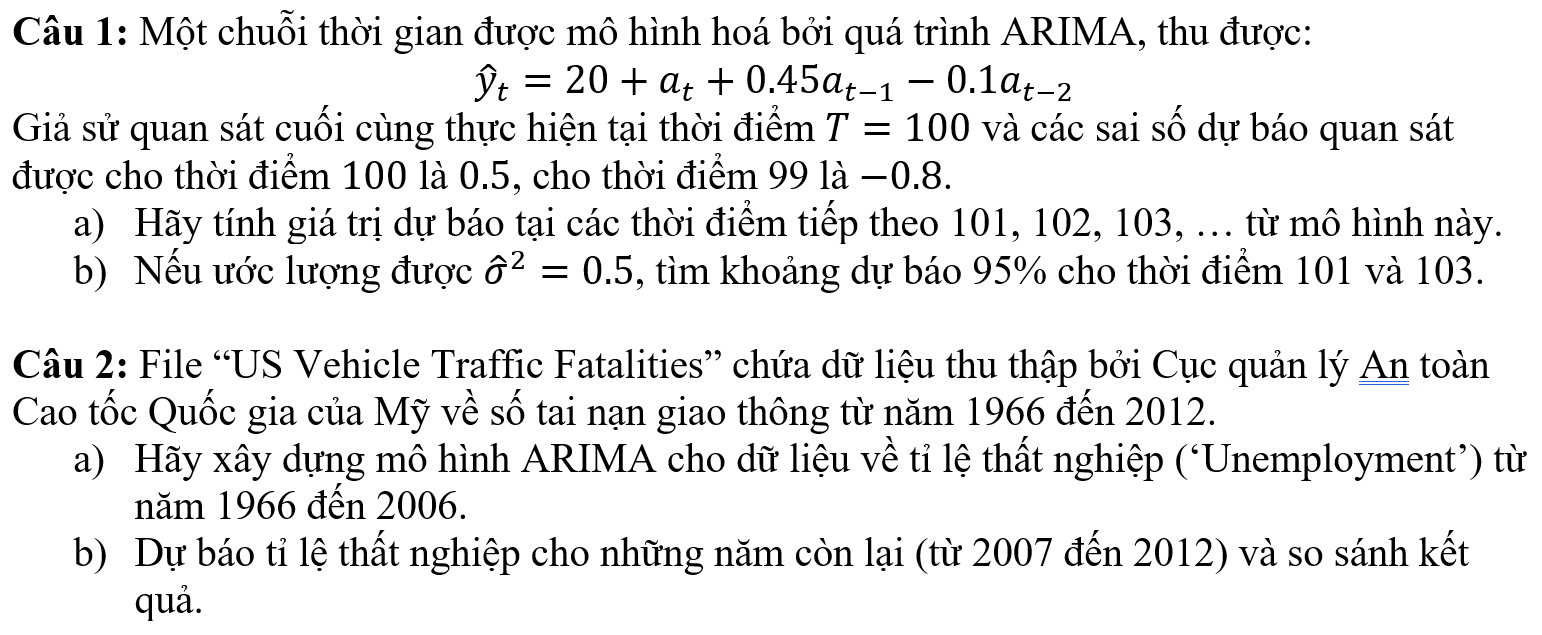 Câu 1: Một chuỗi thời gian được mô hình hoá bởi quá trình ARIMA, thu được:
ŷₜ = 20 + aₜ + 0.45aₜ₋₁ − 0.1aₜ₋₂
Giả sử quan sát cuối cùng thực hiện tại thời điểm T = 100 và các sai số dự báo quan sát
được cho thời điểm 100 là 0.5, cho thời điểm 99 là −0.8.
a) Hãy tính giá trị dự báo tại các thời điểm tiếp theo 101, 102, 103, … từ mô hình này.
b) Nếu ước lượng được σ̂² = 0.5, tìm khoảng dự báo 95% cho thời điểm 101 và 103.
Câu 2: File “US Vehicle Traffic Fatalities” chứa dữ liệu thu thập bởi Cục quản lý An toàn
Cao tốc Quốc gia của Mỹ về số tai nạn giao thông từ năm 1966 đến 2012.
a) Hãy xây dựng mô hình ARIMA cho dữ liệu về tỉ lệ thất nghiệp (‘Unemployment’) từ
năm 1966 đến 2006.
b) Dự báo tỉ lệ thất nghiệp cho những năm còn lại (từ 2007 đến 2012) và so sánh kết
quả.